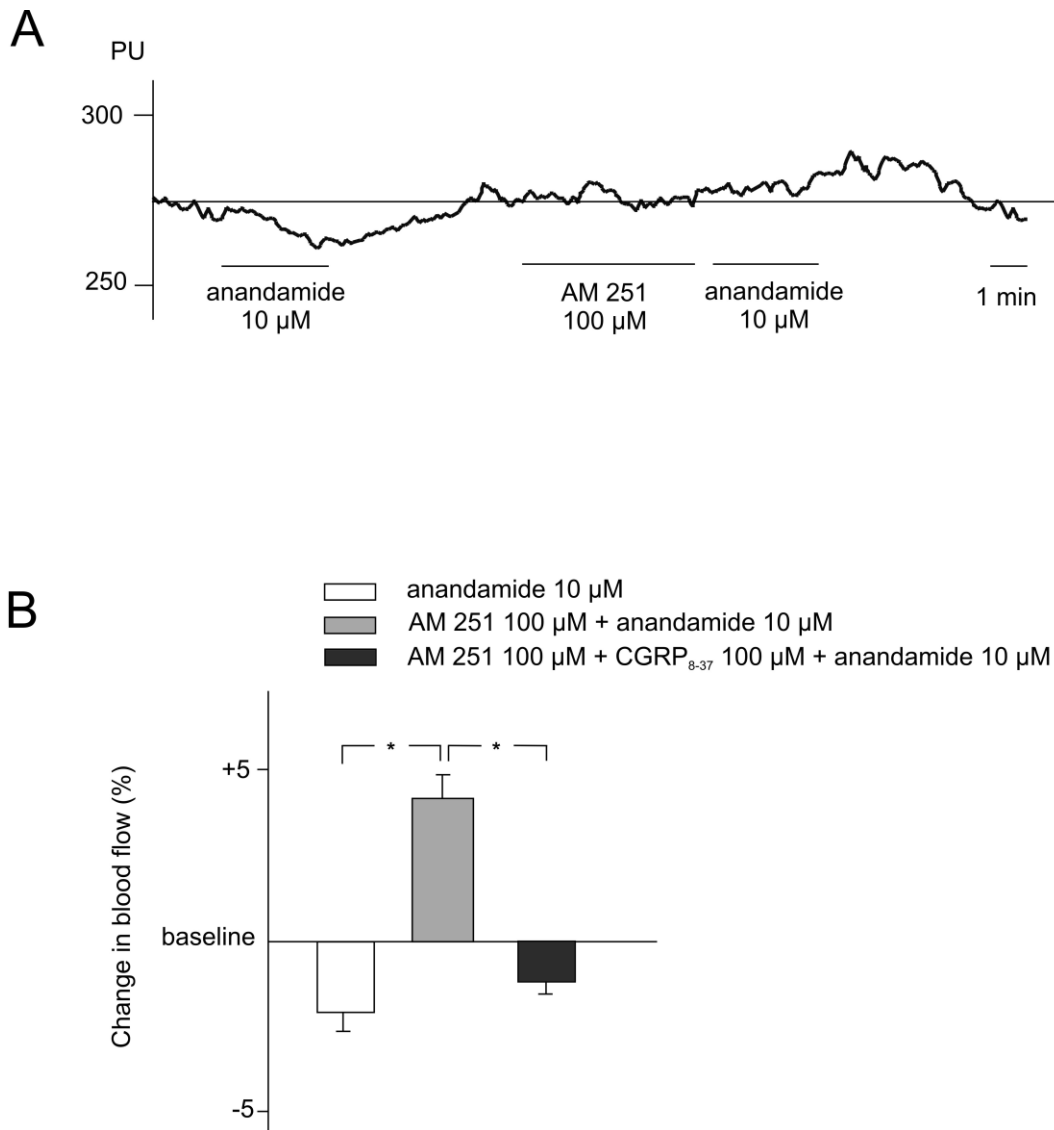 A
PU
300
250
anandamide
10 µM
AM 251
100 µM
anandamide
10 µM
1 min
B
anandamide 10 µM
AM 251 100 µM + anandamide 10 µM
AM 251 100 µM + CGRP₈₋₃₇ 100 µM + anandamide 10 µM
Change in blood flow (%)
+5
baseline
-5
*
*